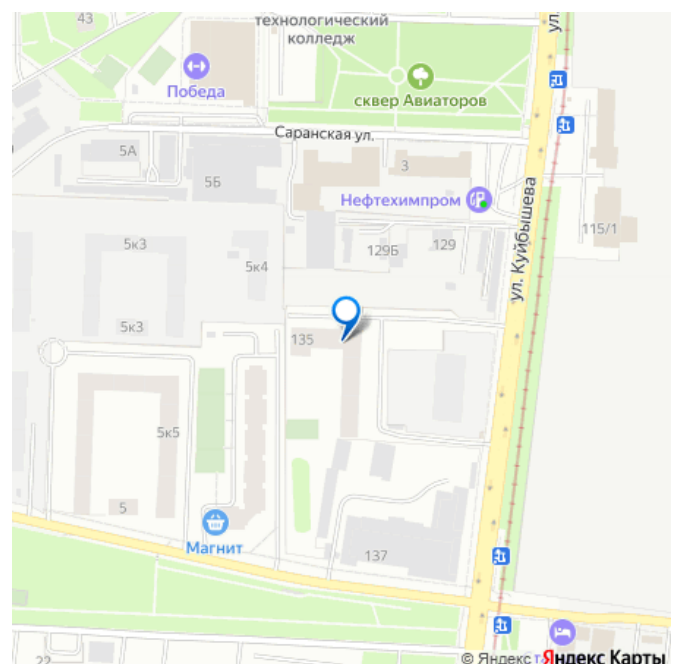 43
технологический
колледж
ул.
Победа
сквер Авиаторов
Саранская ул.
5А
5Б
3
Нефтехимпром
ул. Куйбышева
115/1
129Б
129
5к3
5к4
5к3
135
5к5
5
Магнит
137
22
© Яндекс
Яндекс Карты